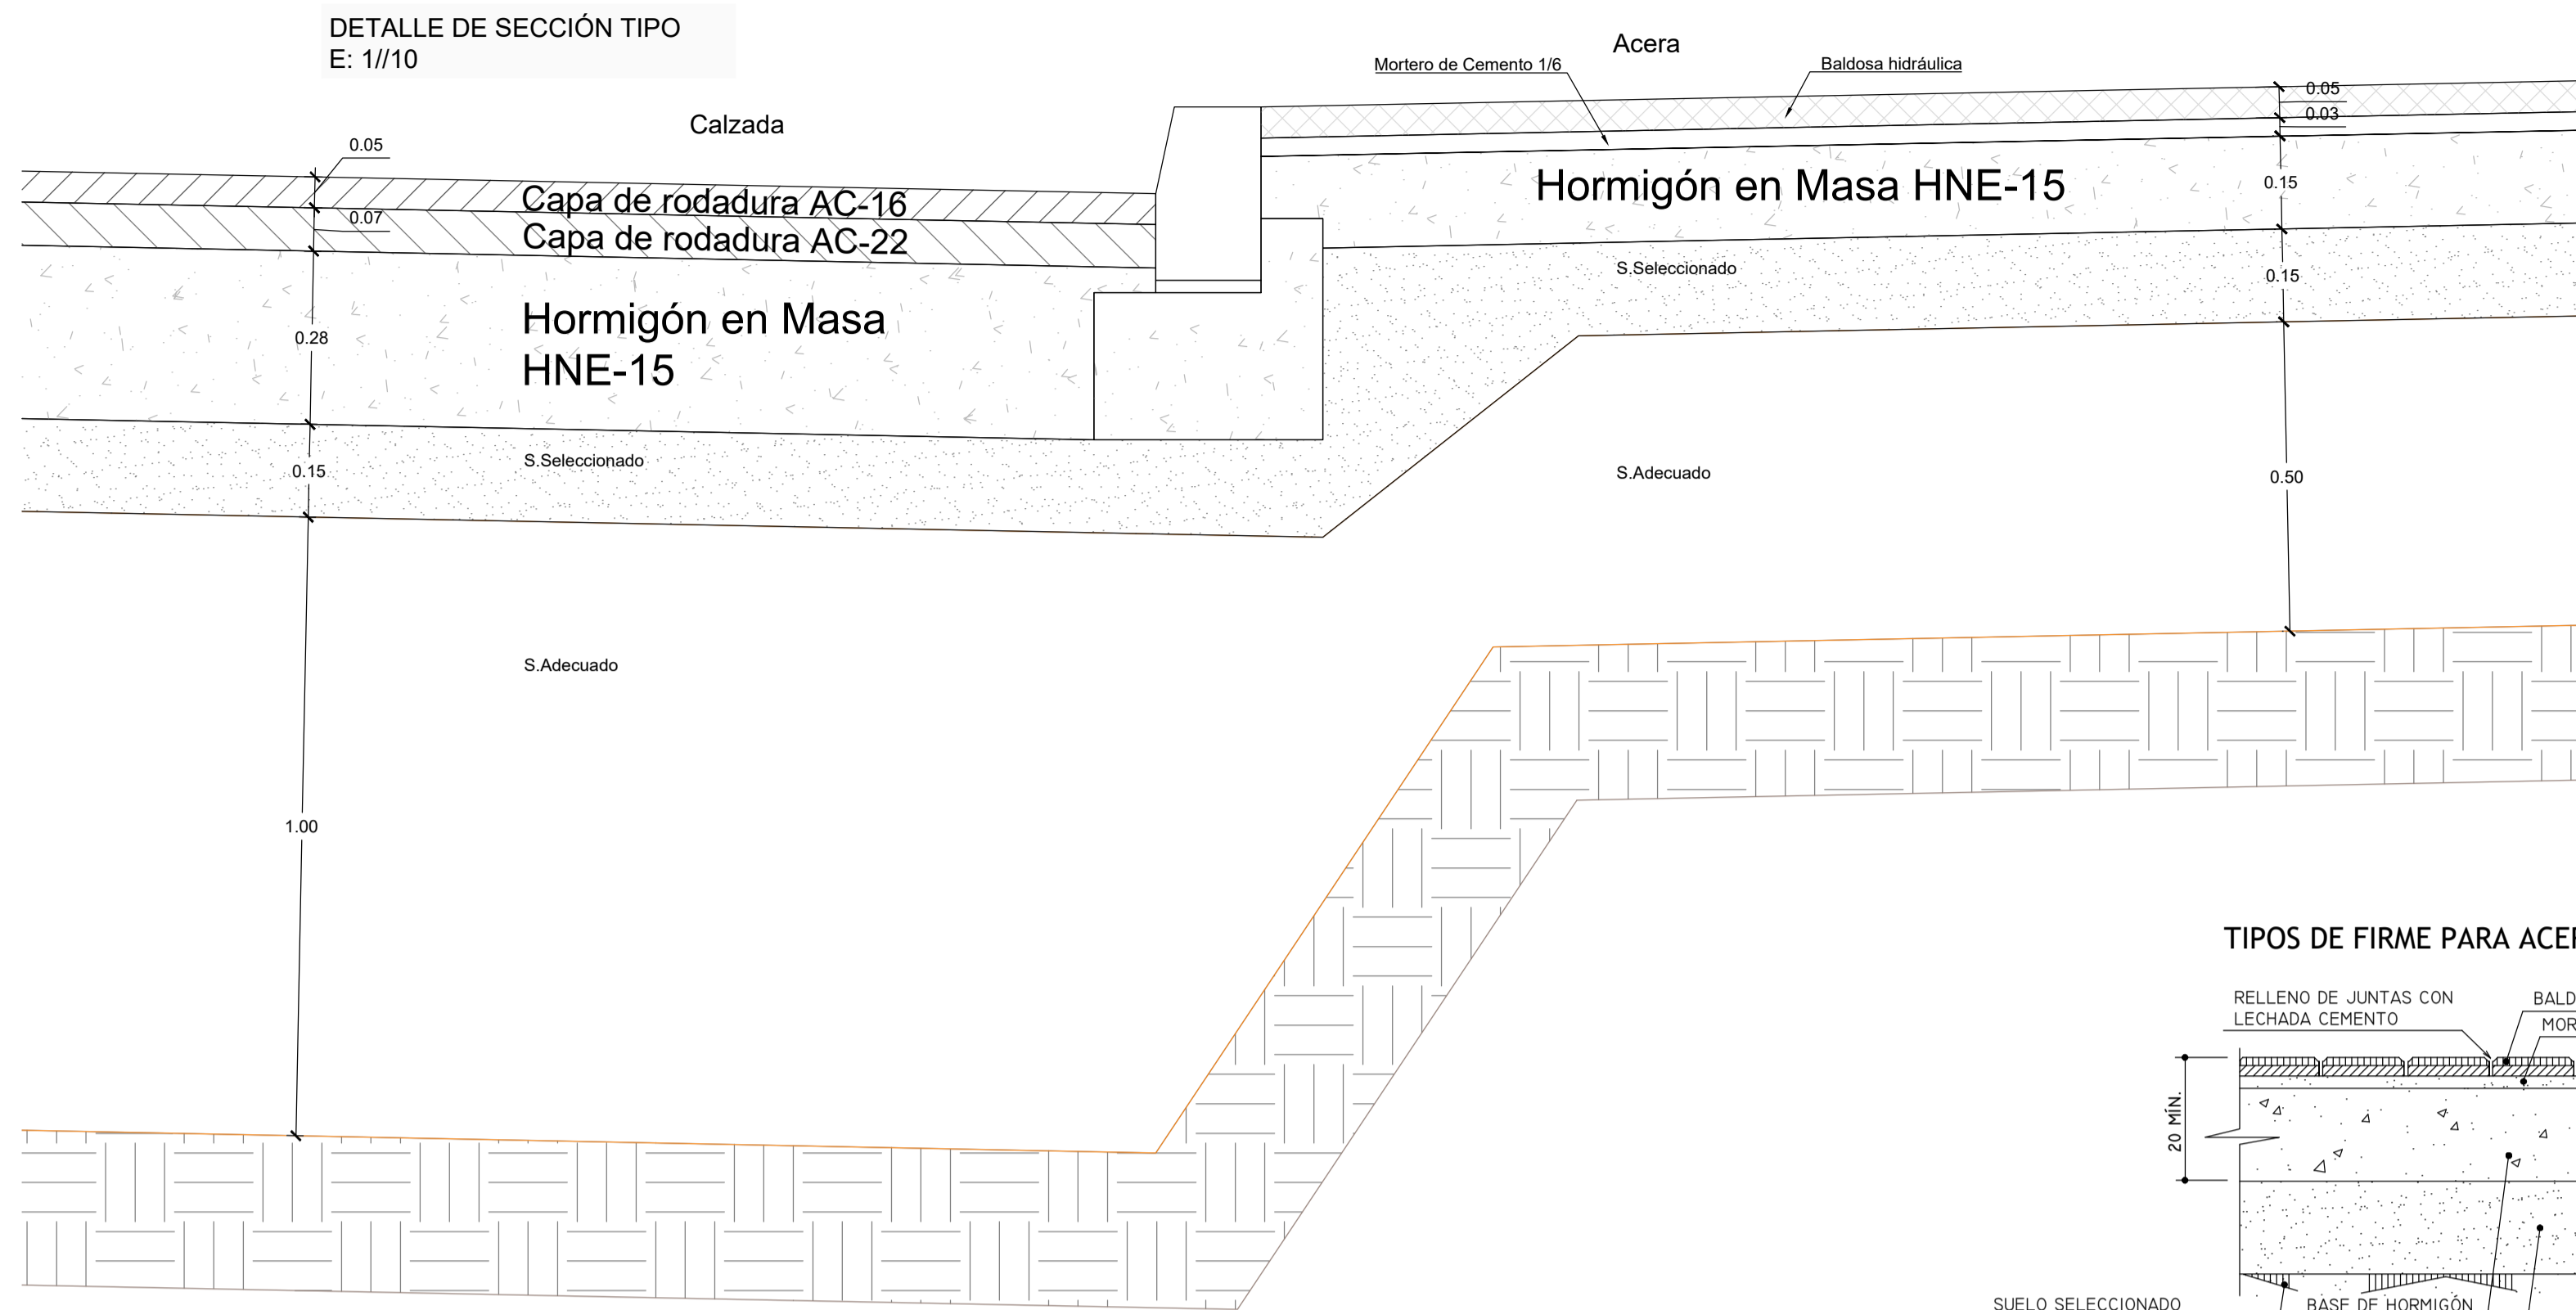 DETALLE DE SECCIÓN TIPO
E: 1//10
Acera
Mortero de Cemento 1/6
Baldosa hidráulica
0.05
0.03
Calzada
0.05
Capa de rodadura AC-16
0.07
Capa de rodadura AC-22
Hormigón en Masa HNE-15
0.15
S.Seleccionado
0.15
Hormigón en Masa
HNE-15
0.28
S.Seleccionado
0.15
S.Adecuado
0.50
S.Adecuado
1.00
TIPOS DE FIRME PARA ACE
RELLENO DE JUNTAS CON
LECHADA CEMENTO
BALD
MOR
20 MÍN.
SUELO SELECCIONADO
BASE DE HORMIGÓN